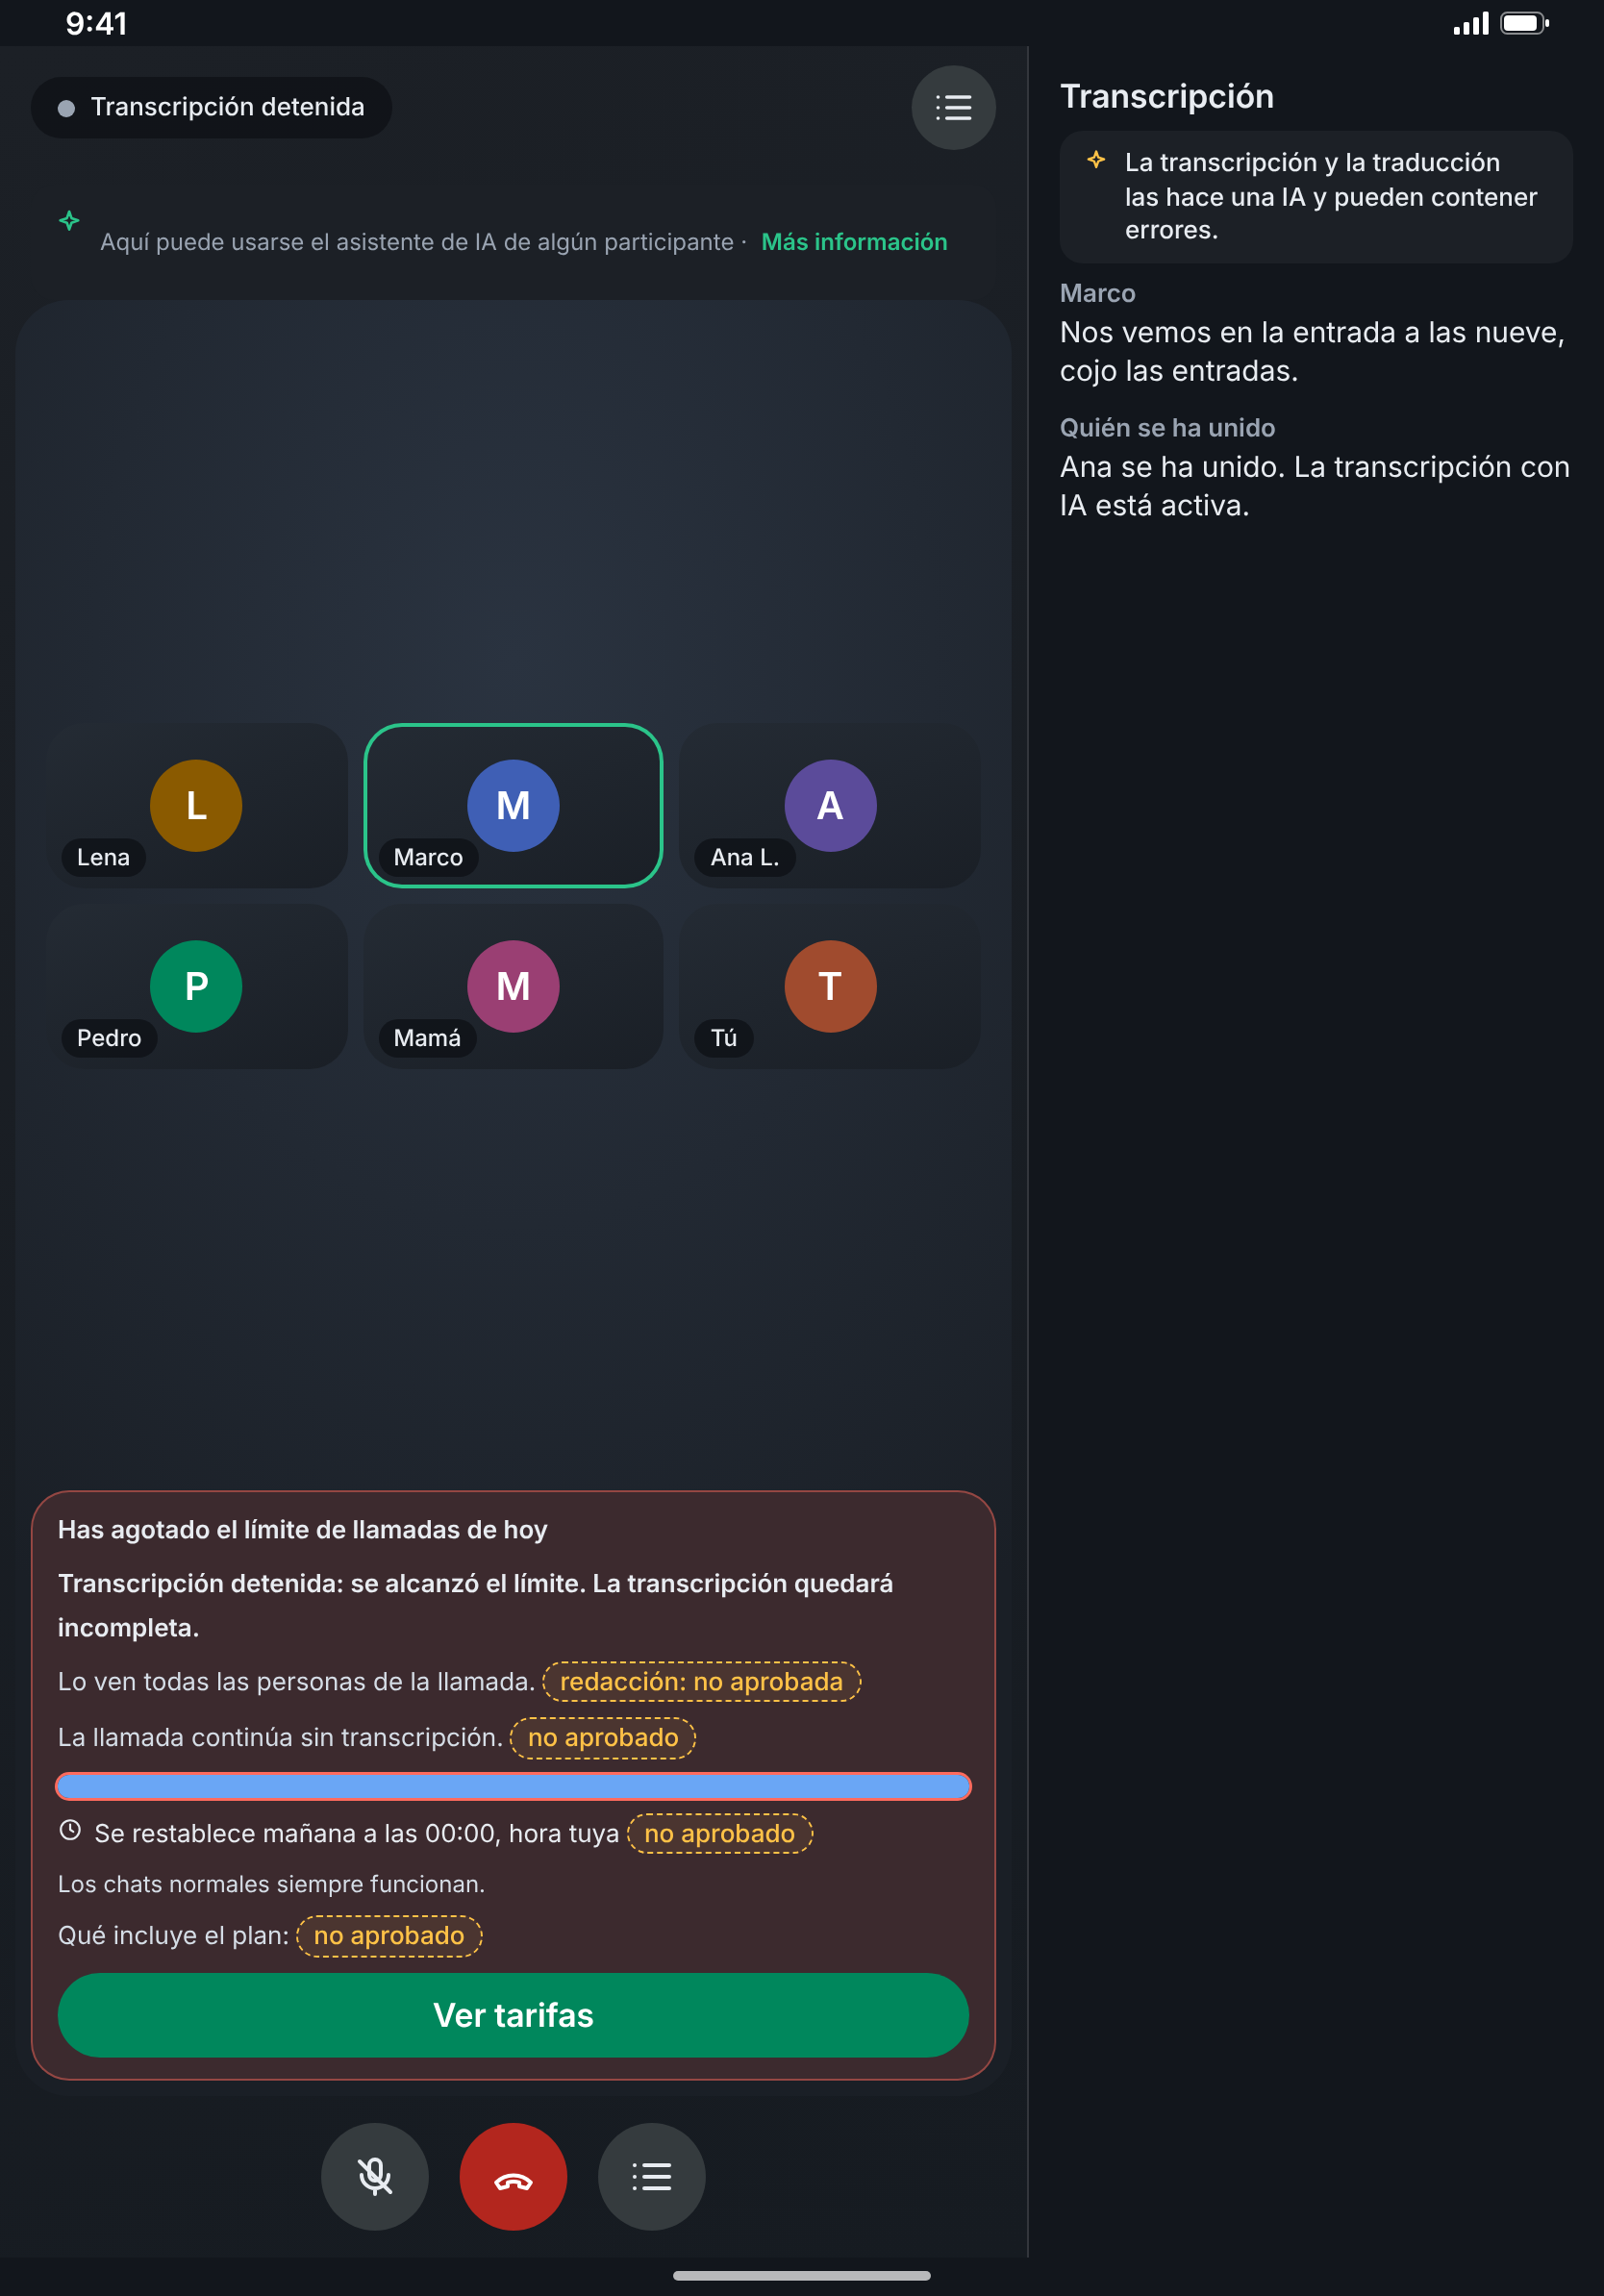 9:41
Transcripción detenida
Aquí puede usarse el asistente de IA de algún participante · Más información
L
Lena
M
Marco
A
Ana L.
P
Pedro
M
Mamá
T
Tú
Has agotado el límite de llamadas de hoy
Transcripción detenida: se alcanzó el límite. La transcripción quedará
incompleta.
Lo ven todas las personas de la llamada. redacción: no aprobada
La llamada continúa sin transcripción. no aprobado
Se restablece mañana a las 00:00, hora tuya no aprobado
Los chats normales siempre funcionan.
Qué incluye el plan: no aprobado
Ver tarifas
Transcripción
La transcripción y la traducción
las hace una IA y pueden contener
errores.
Marco
Nos vemos en la entrada a las nueve,
cojo las entradas.
Quién se ha unido
Ana se ha unido. La transcripción con
IA está activa.